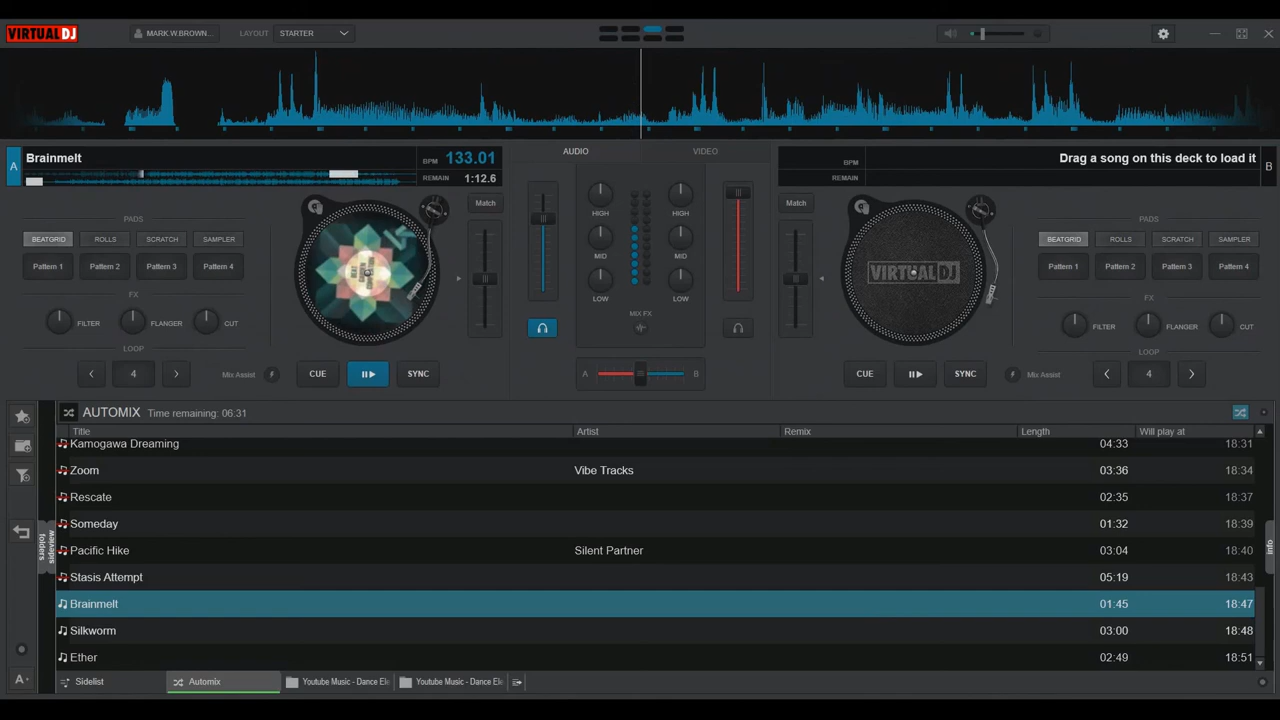 VIRTUALDJ
MARK W.BROWN...
LAYOUT
STARTER
A
Brainmelt
BPM
133.01
REMAIN
1:12.6
AUDIO
VIDEO
BPM
REMAIN
Drag a song on this deck to load it
B
PADS
BEATGRID
ROLLS
SCRATCH
SAMPLER
Pattern 1
Pattern 2
Pattern 3
Pattern 4
FX
FILTER
FLANGER
CUT
LOOP
4
Mix Assist
CUE
SYNC
Match
HIGH
MID
LOW
HIGH
MID
LOW
MIX FX
A
B
Match
VIRTUALDJ
PADS
BEATGRID
ROLLS
SCRATCH
SAMPLER
Pattern 1
Pattern 2
Pattern 3
Pattern 4
FX
FILTER
FLANGER
CUT
LOOP
CUE
SYNC
Mix Assist
4
AUTOMIX Time remaining: 06:31
Title Artist Remix Length Will play at
Kamogawa Dreaming 04:33 18:31
Zoom Vibe Tracks 03:36 18:34
Rescate 02:35 18:37
Someday 01:32 18:39
Pacific Hike Silent Partner 03:04 18:40
Stasis Attempt 05:19 18:43
Brainmelt 01:45 18:47
Silkworm 03:00 18:48
Ether 02:49 18:51
folders
sideview
info
A
Sidelist
Automix
Youtube Music - Dance Ele
Youtube Music - Dance Ele